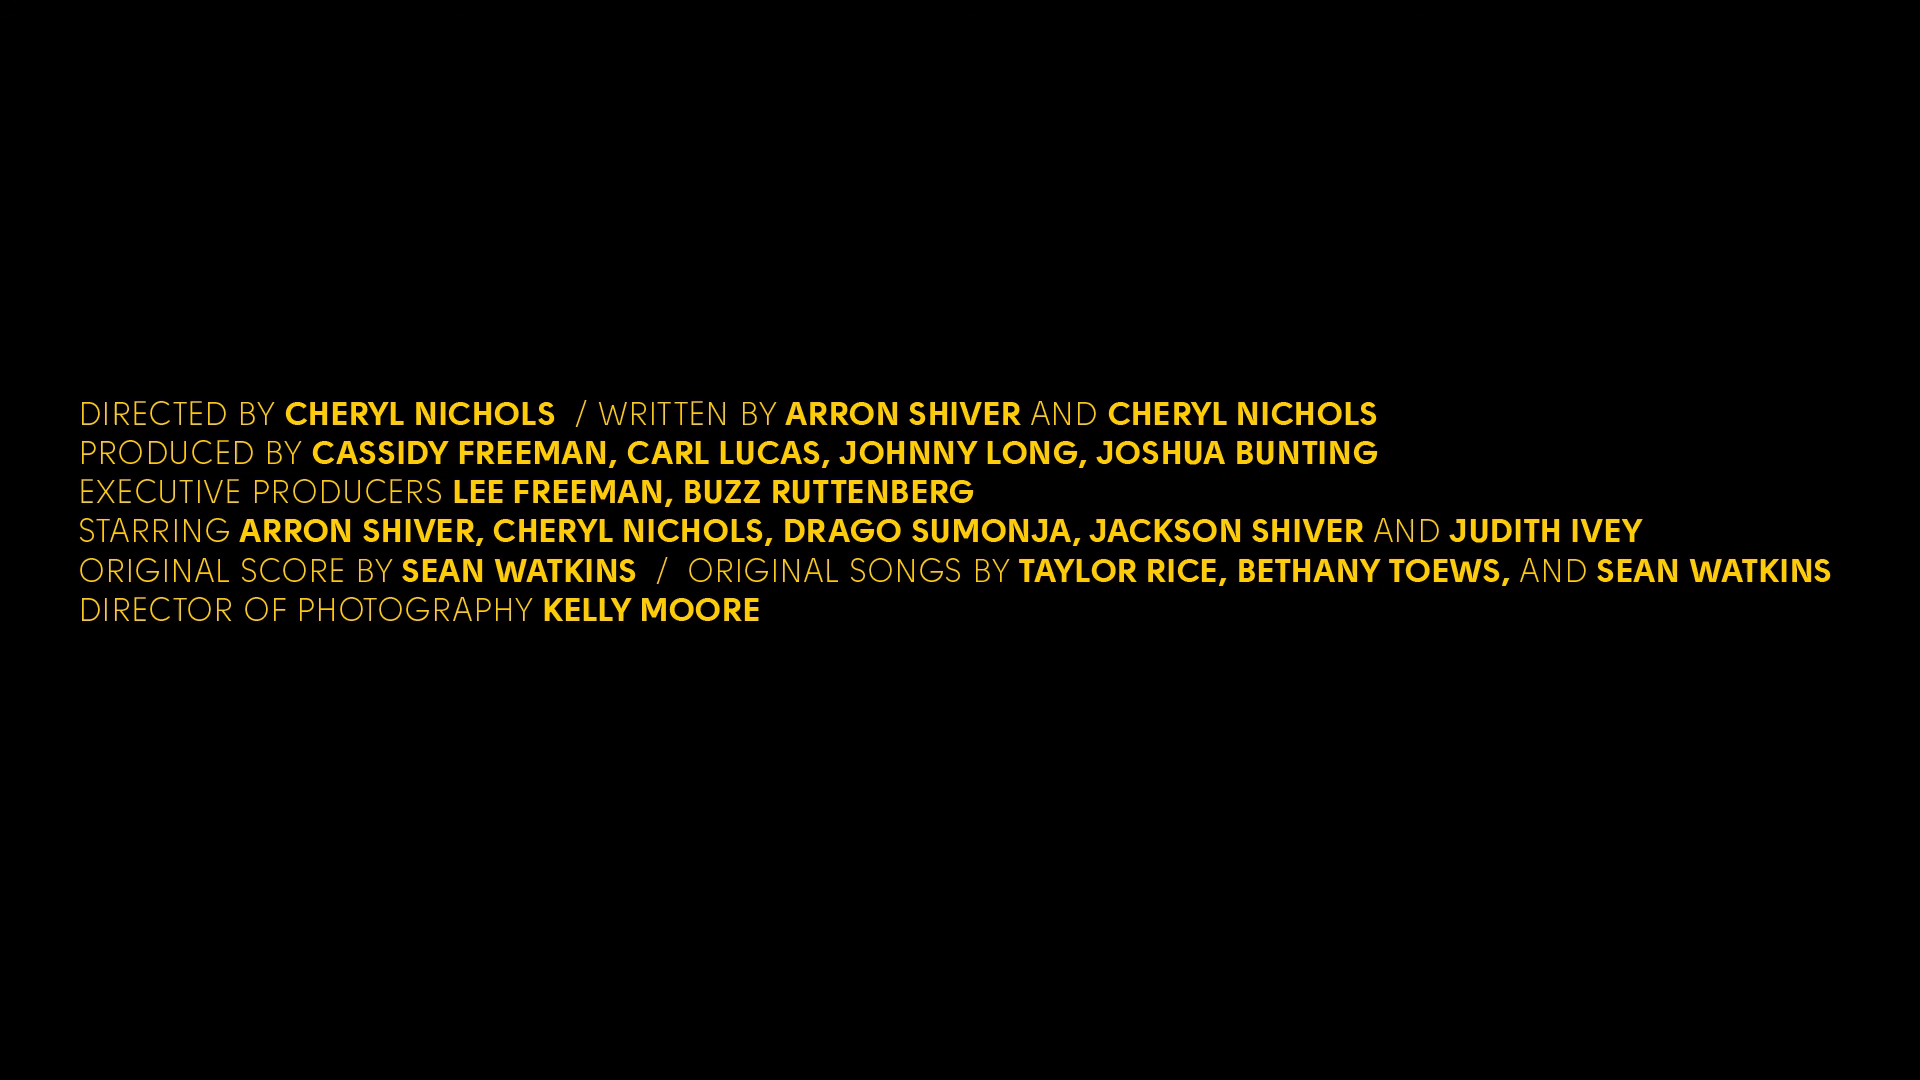 DIRECTED BY CHERYL NICHOLS / WRITTEN BY ARRON SHIVER AND CHERYL NICHOLS
PRODUCED BY CASSIDY FREEMAN, CARL LUCAS, JOHNNY LONG, JOSHUA BUNTING
EXECUTIVE PRODUCERS LEE FREEMAN, BUZZ RUTTENBERG
STARRING ARRON SHIVER, CHERYL NICHOLS, DRAGO SUMONJA, JACKSON SHIVER AND JUDITH IVEY
ORIGINAL SCORE BY SEAN WATKINS / ORIGINAL SONGS BY TAYLOR RICE, BETHANY TOEWS, AND SEAN WATKINS
DIRECTOR OF PHOTOGRAPHY KELLY MOORE